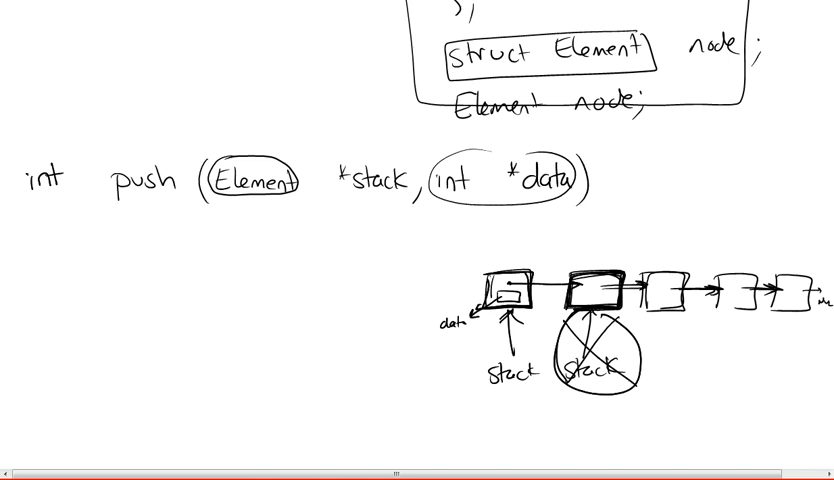 };
struct Element node;
Element node;
int push (Element *stack, int *data)
data
stack
stack